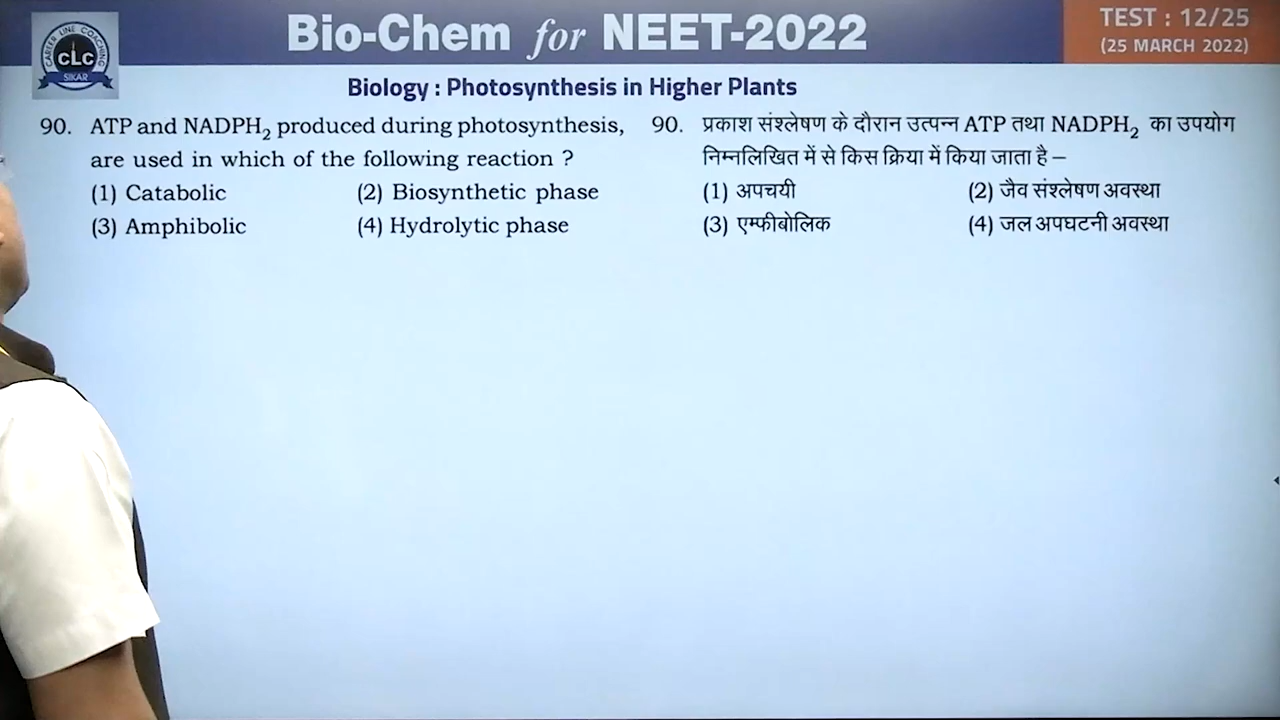 Bio-Chem for NEET-2022
TEST : 12/25
(25 MARCH 2022)
CAREER LINE COACHING
CLC
SIKAR
Biology : Photosynthesis in Higher Plants
90. ATP and NADPH₂ produced during photosynthesis,
are used in which of the following reaction ?
(1) Catabolic (2) Biosynthetic phase
(3) Amphibolic (4) Hydrolytic phase
90. प्रकाश संश्लेषण के दौरान उत्पन्न ATP तथा NADPH₂ का उपयोग
निम्नलिखित में से किस क्रिया में किया जाता है –
(1) अपचयी (2) जैव संश्लेषण अवस्था
(3) एम्फीबोलिक (4) जल अपघटनी अवस्था